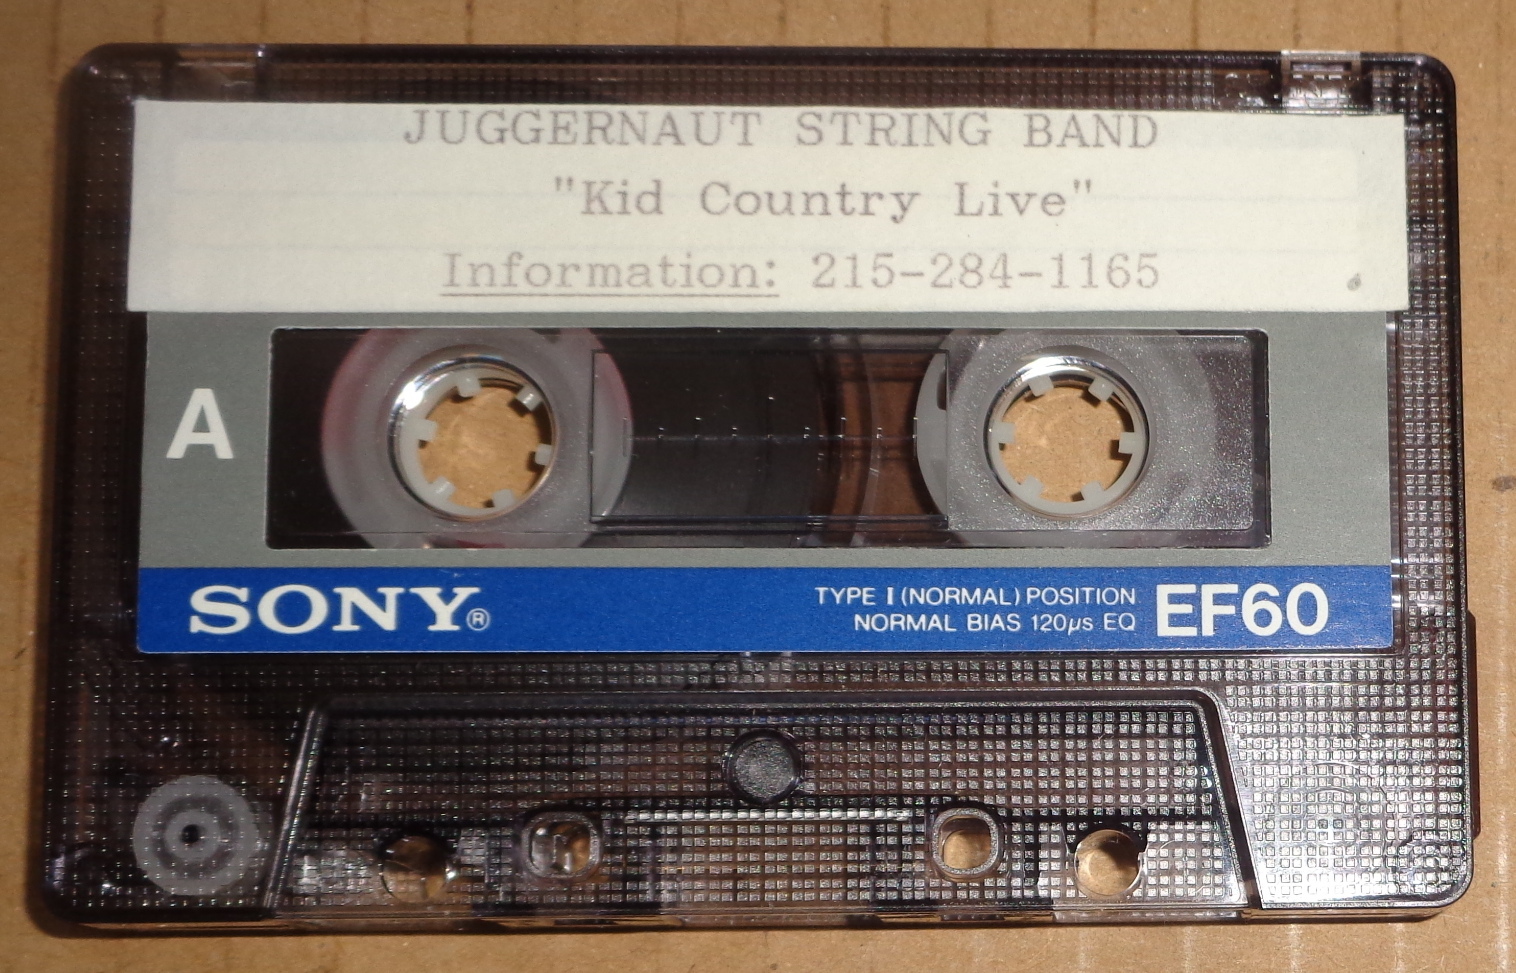 JUGGERNAUT STRING BAND
"Kid Country Live"
Information: 215-284-1165
A
SONY®
TYPE I (NORMAL) POSITION
NORMAL BIAS 120µs EQ
EF60